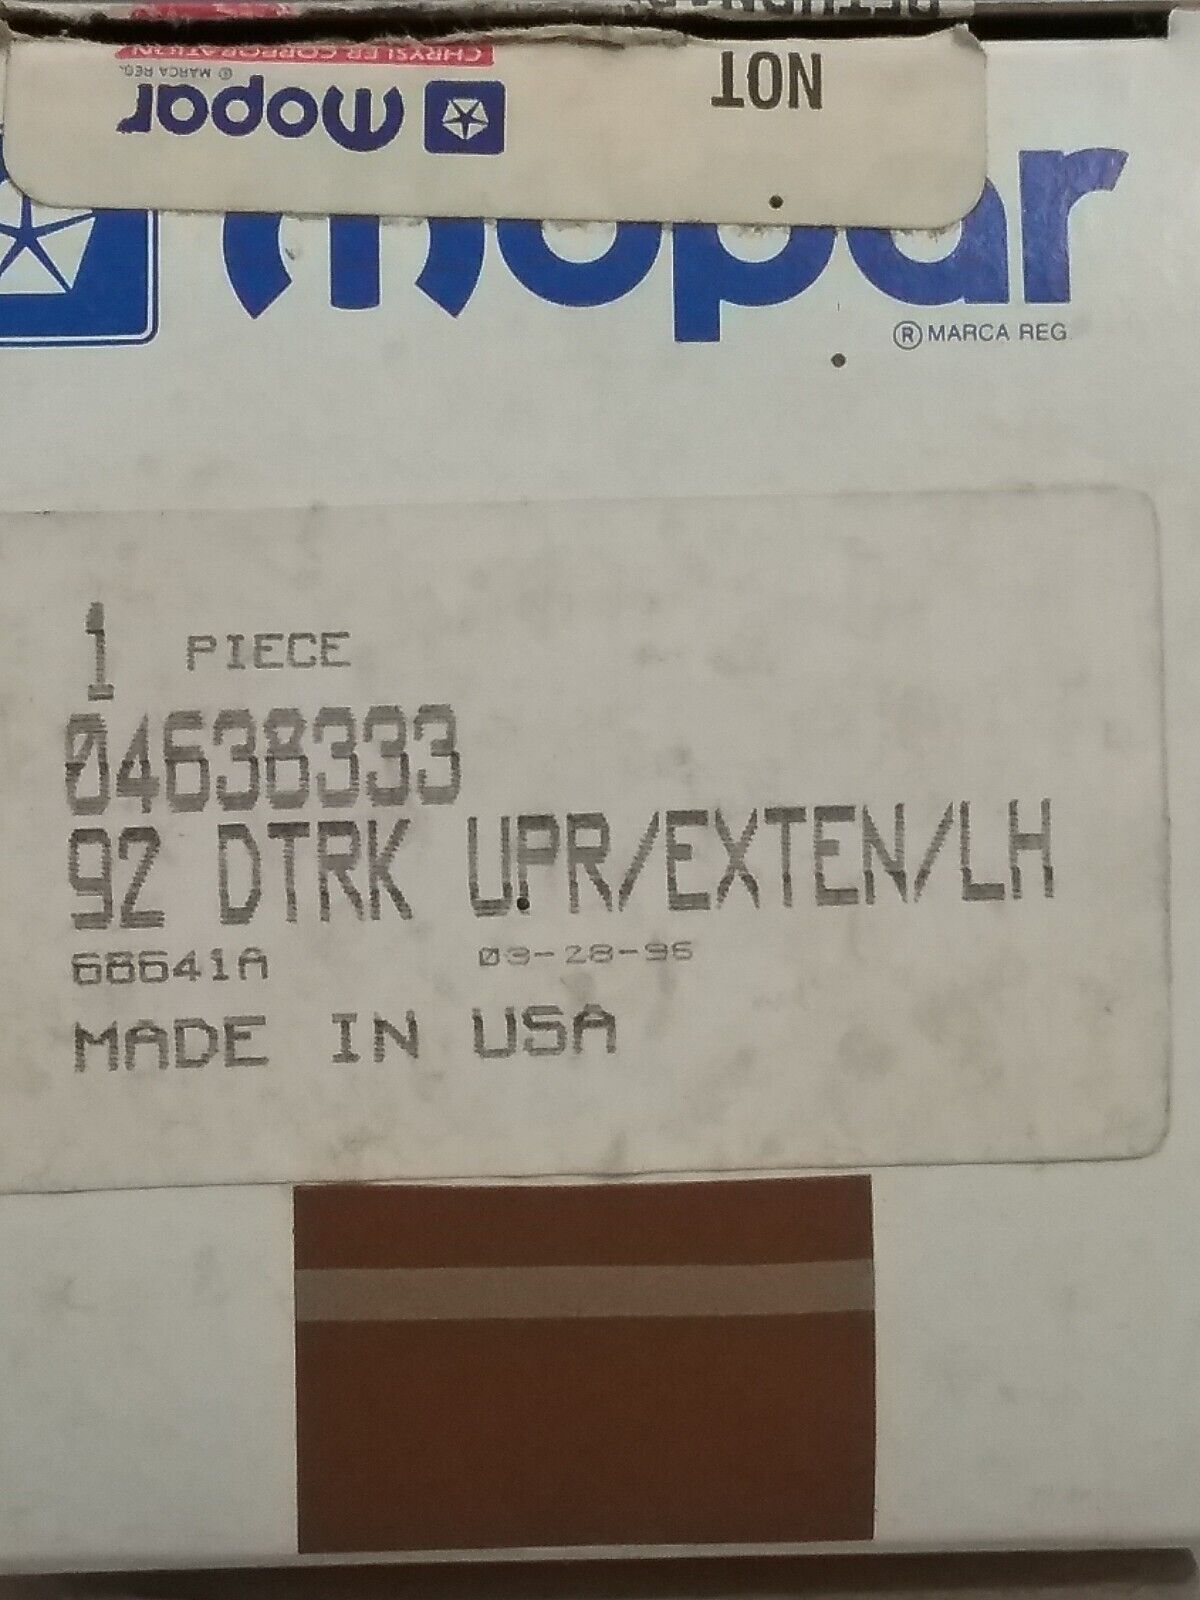 CHRYSLER CORPORATION
® MARCA REG.
mopar
NOT
mopar
® MARCA REG
1 PIECE
04638333
92 DTRK UPR/EXTEN/LH
68641A 03-28-96
MADE IN USA